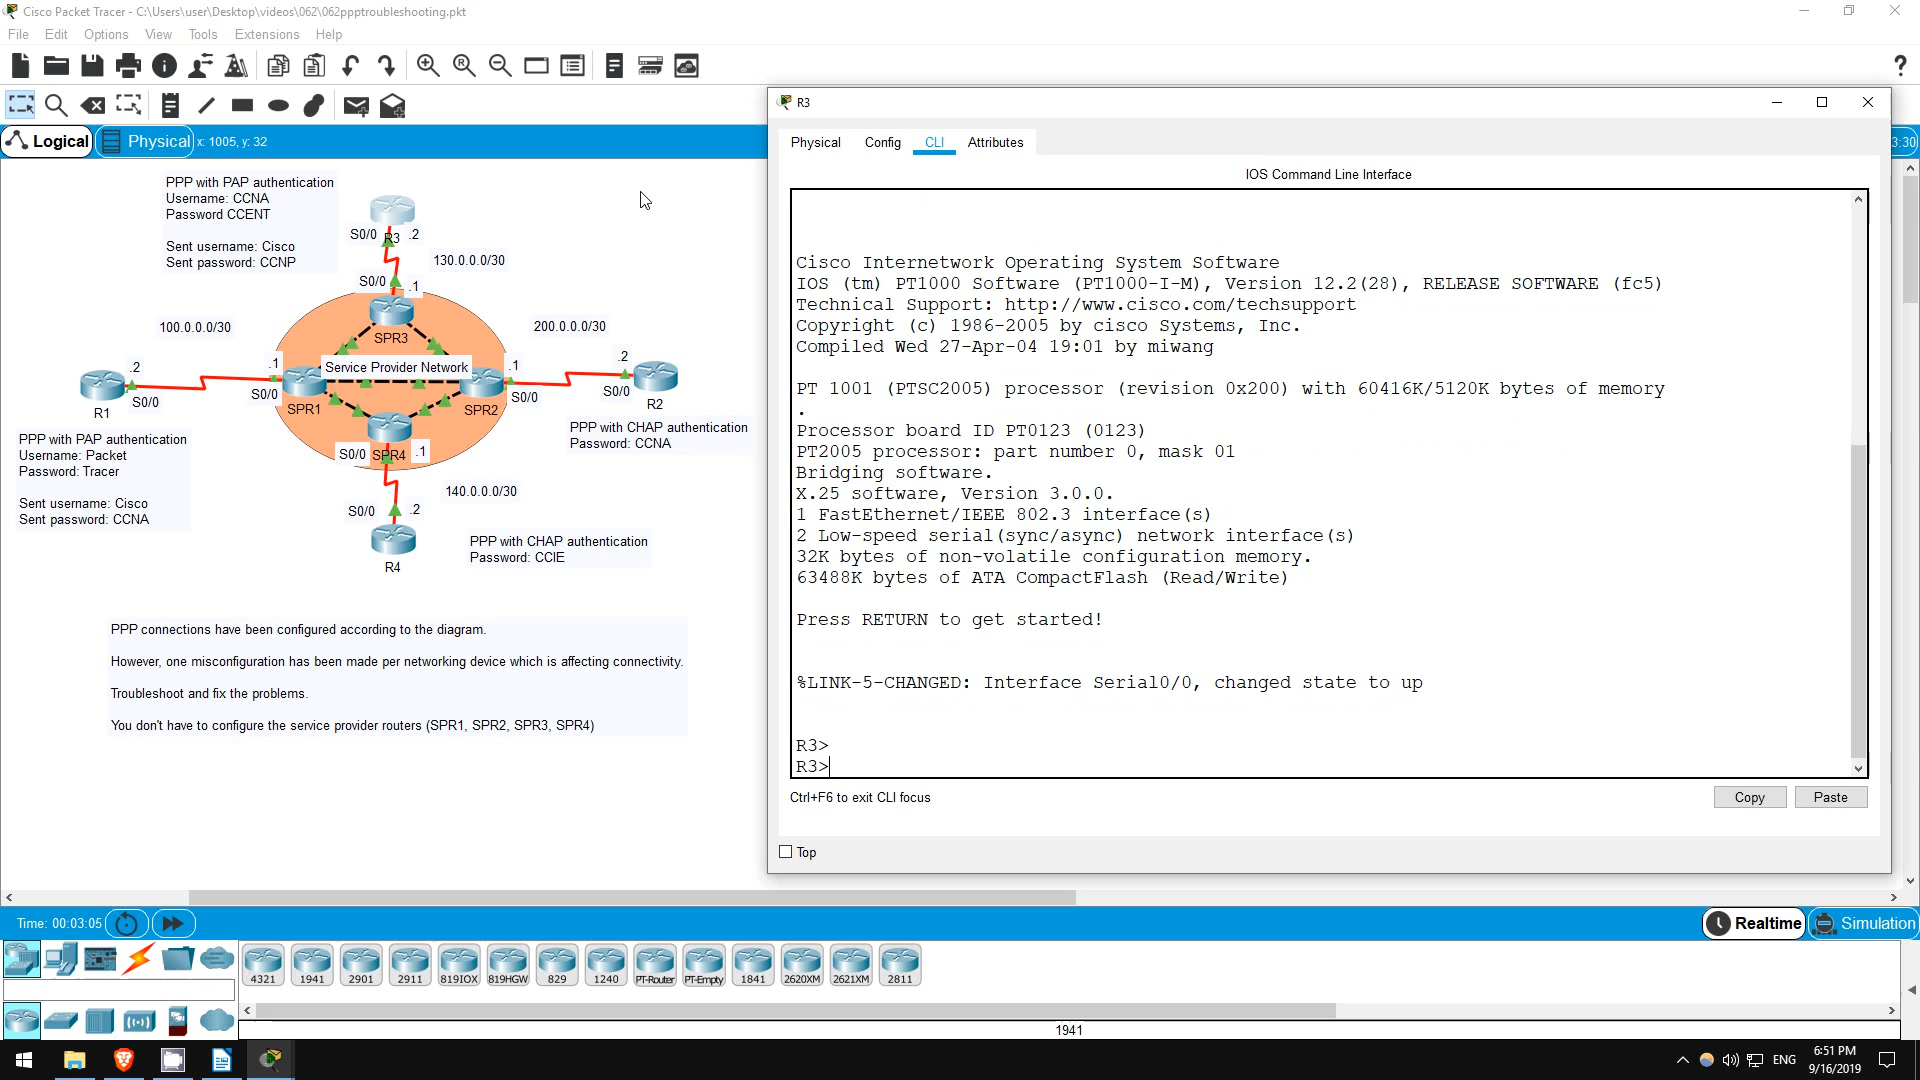 Cisco Packet Tracer - C:\Users\user\Desktop\videos\062\062ppptroubleshooting.pkt
File Edit Options View Tools Extensions Help
?
Logical Physical x: 1005, y: 32
3:30
PPP with PAP authentication
Username: CCNA
Password CCENT
Sent username: Cisco
Sent password: CCNP
S0/0 R3 .2
130.0.0.0/30
S0/0 .1
100.0.0.0/30
200.0.0.0/30
SPR3
.2
.1
Service Provider Network
.1
.2
S0/0
S0/0
S0/0
S0/0
R1
SPR1
SPR2
R2
PPP with CHAP authentication
Password: CCNA
PPP with PAP authentication
Username: Packet
Password: Tracer
Sent username: Cisco
Sent password: CCNA
S0/0 SPR4 .1
140.0.0.0/30
S0/0 .2
R4
PPP with CHAP authentication
Password: CCIE
PPP connections have been configured according to the diagram.
However, one misconfiguration has been made per networking device which is affecting connectivity.
Troubleshoot and fix the problems.
You don't have to configure the service provider routers (SPR1, SPR2, SPR3, SPR4)
R3
Physical Config CLI Attributes
IOS Command Line Interface
Cisco Internetwork Operating System Software
IOS (tm) PT1000 Software (PT1000-I-M), Version 12.2(28), RELEASE SOFTWARE (fc5)
Technical Support: http://www.cisco.com/techsupport
Copyright (c) 1986-2005 by cisco Systems, Inc.
Compiled Wed 27-Apr-04 19:01 by miwang
PT 1001 (PTSC2005) processor (revision 0x200) with 60416K/5120K bytes of memory
.
Processor board ID PT0123 (0123)
PT2005 processor: part number 0, mask 01
Bridging software.
X.25 software, Version 3.0.0.
1 FastEthernet/IEEE 802.3 interface(s)
2 Low-speed serial(sync/async) network interface(s)
32K bytes of non-volatile configuration memory.
63488K bytes of ATA CompactFlash (Read/Write)
Press RETURN to get started!
%LINK-5-CHANGED: Interface Serial0/0, changed state to up
R3>
R3>
Ctrl+F6 to exit CLI focus
Copy Paste
Top
Time: 00:03:05
Realtime Simulation
4321 1941 2901 2911 819IOX 819HGW 829 1240 PT-Router PT-Empty 1841 2620XM 2621XM 2811
1941
ENG
6:51 PM
9/16/2019